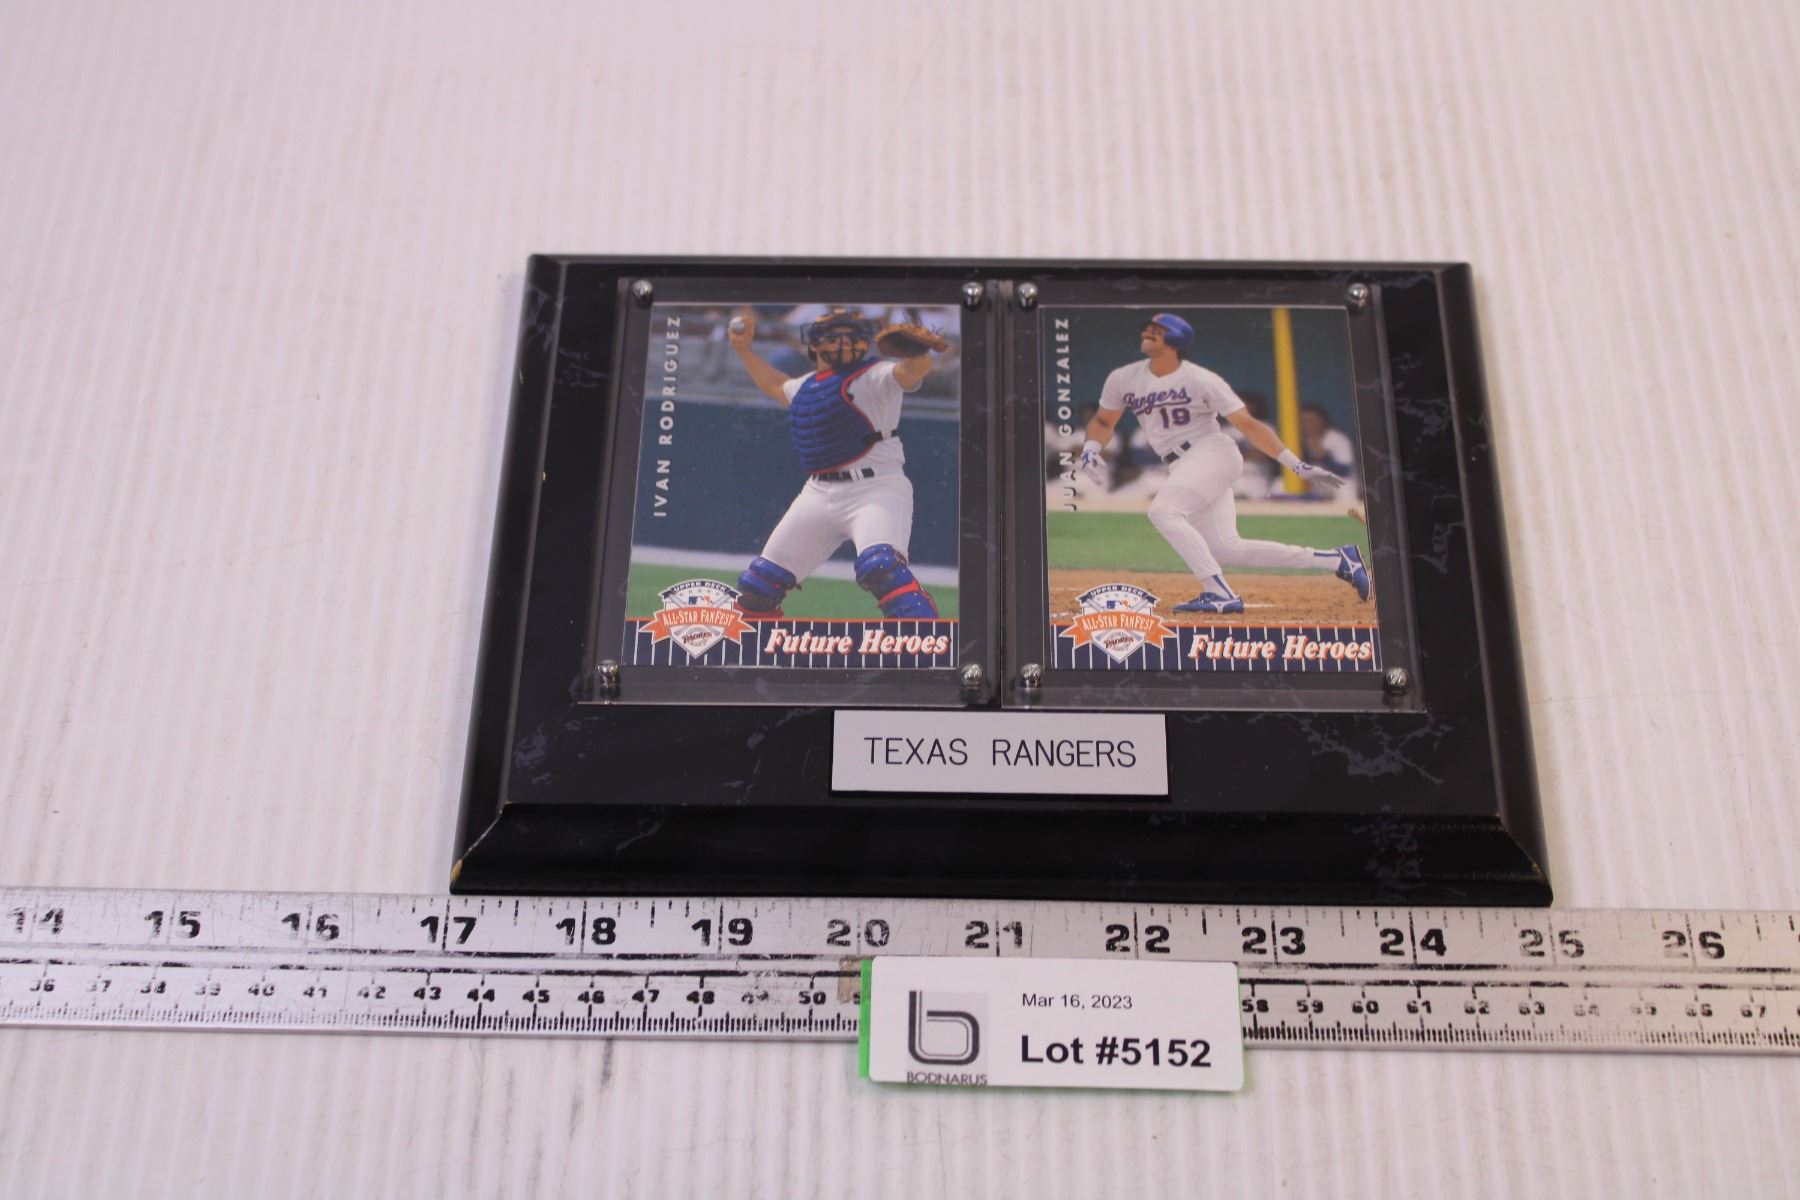 IVAN RODRIGUEZ
UPPER DECK
ALL-STAR FANFEST
PADRES
Future Heroes
JUAN GONZALEZ
Rangers
19
UPPER DECK
ALL-STAR FANFEST
PADRES
Future Heroes
TEXAS RANGERS
14 15 16 17 18 19 20 21 22 23 24 25 26
36 37 38 39 40 41 42 43 44 45 46 47 48 49 50 58 59 60 61 62 63 64 65 66 67
Mar 16, 2023
Lot #5152
BODNARUS